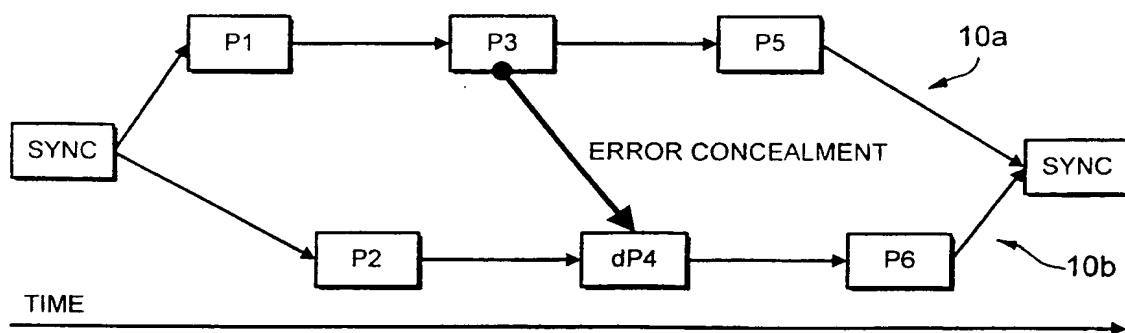 P1
P3
P5
10a
SYNC
ERROR CONCEALMENT
SYNC
P2
dP4
P6
10b
TIME